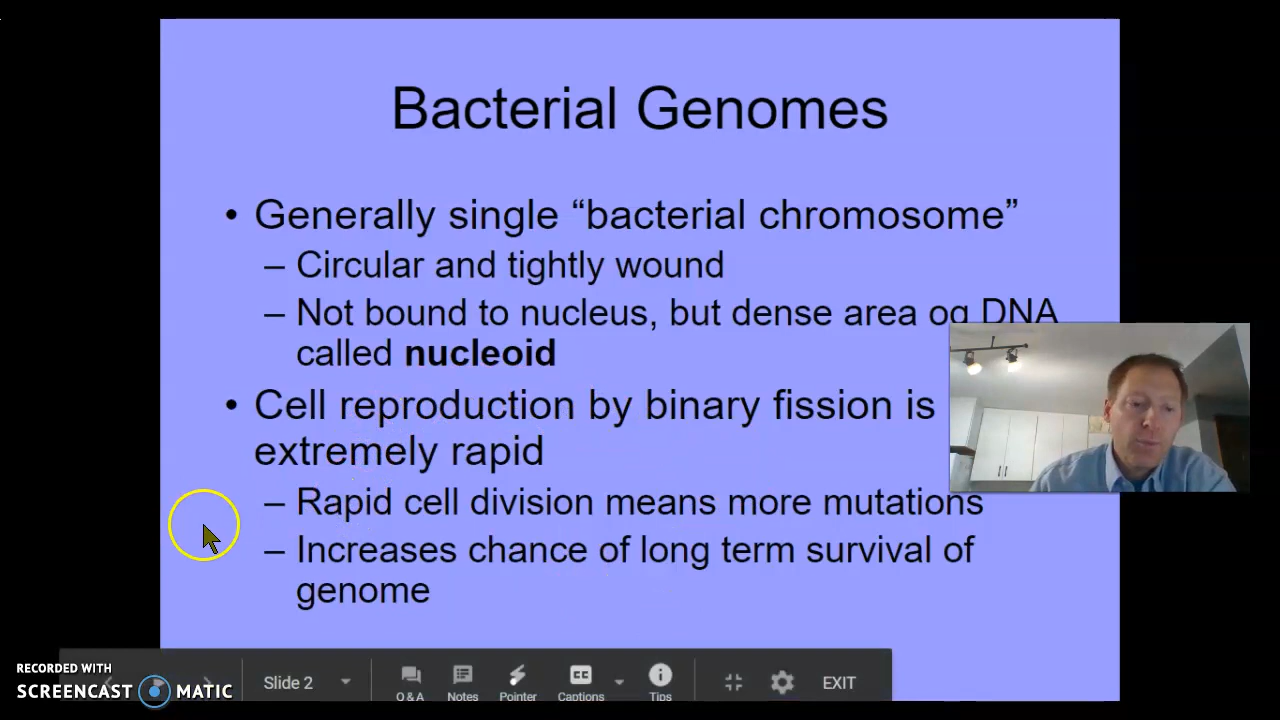 Bacterial Genomes
• Generally single “bacterial chromosome”
– Circular and tightly wound
– Not bound to nucleus, but dense area og DNA
called nucleoid
• Cell reproduction by binary fission is
extremely rapid
– Rapid cell division means more mutations
– Increases chance of long term survival of
genome
RECORDED WITH
SCREENCAST MATIC
Slide 2
Q & A Notes Pointer Captions Tips EXIT